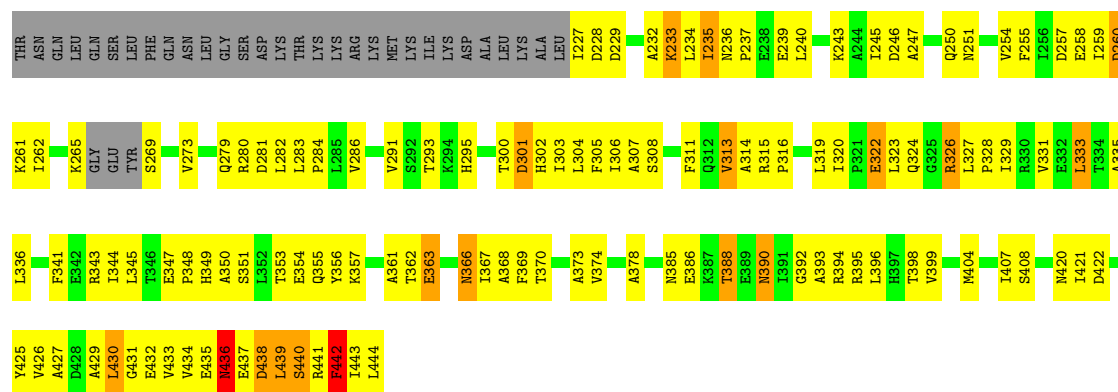 THR ASN GLN LEU GLN SER LEU PHE GLN ASN LEU GLY SER ASP LYS THR LYS LYS ARG LYS MET LYS ILE LYS ASP ALA LEU LYS ALA LEU I227 D228 D229 A232 K233 L234 I235 N236 P237 E238 E239 L240 K243 A244 I245 D246 A247 Q250 N251 V254 F255 I256 D257 E258 I259 D260
K261 I262 K265 GLY GLU TYR S269 V273 Q279 R280 D281 L282 L283 P284 L285 V286 V291 S292 T293 K294 H295 T300 D301 H302 I303 L304 F305 I306 A307 S308 F311 Q312 V313 A314 R315 P316 L319 I320 P321 E322 L323 Q324 G325 R326 L327 P328 I329 R330 V331 E332 L333 T334 A335
L336 F341 E342 R343 I344 L345 T346 E347 P348 H349 A350 S351 L352 T353 E354 Q355 Y356 K357 A361 T362 E363 N366 I367 A368 F369 T370 A373 V374 A378 N385 E386 K387 T388 E389 N390 I391 G392 A393 R394 R395 L396 H397 T398 V399 M404 I407 S408 N420 I421 D422
Y425 V426 A427 D428 A429 L430 G431 E432 V433 V434 E435 N436 E437 D438 L439 S440 R441 F442 I443 L444